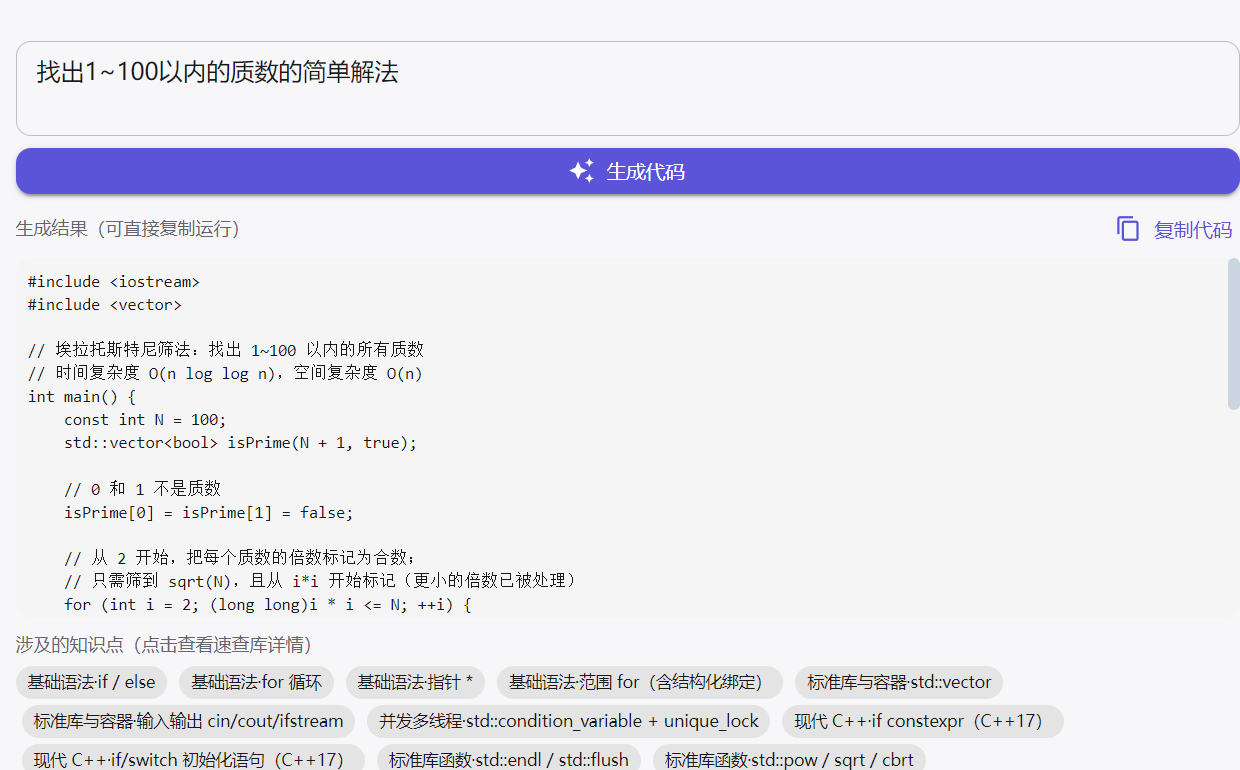 找出1~100以内的质数的简单解法
生成代码
生成结果（可直接复制运行） 复制代码
#include <iostream>
#include <vector>
// 埃拉托斯特尼筛法：找出 1~100 以内的所有质数
// 时间复杂度 O(n log log n)，空间复杂度 O(n)
int main() {
const int N = 100;
std::vector<bool> isPrime(N + 1, true);
// 0 和 1 不是质数
isPrime[0] = isPrime[1] = false;
// 从 2 开始，把每个质数的倍数标记为合数；
// 只需筛到 sqrt(N)，且从 i*i 开始标记（更小的倍数已被处理）
for (int i = 2; (long long)i * i <= N; ++i) {
涉及的知识点（点击查看速查库详情）
基础语法·if / else 基础语法·for 循环 基础语法·指针 * 基础语法·范围 for（含结构化绑定） 标准库与容器·std::vector
标准库与容器·输入输出 cin/cout/ifstream 并发多线程·std::condition_variable + unique_lock 现代 C++·if constexpr（C++17）
现代 C++·if/switch 初始化语句（C++17） 标准库函数·std::endl / std::flush 标准库函数·std::pow / sqrt / cbrt